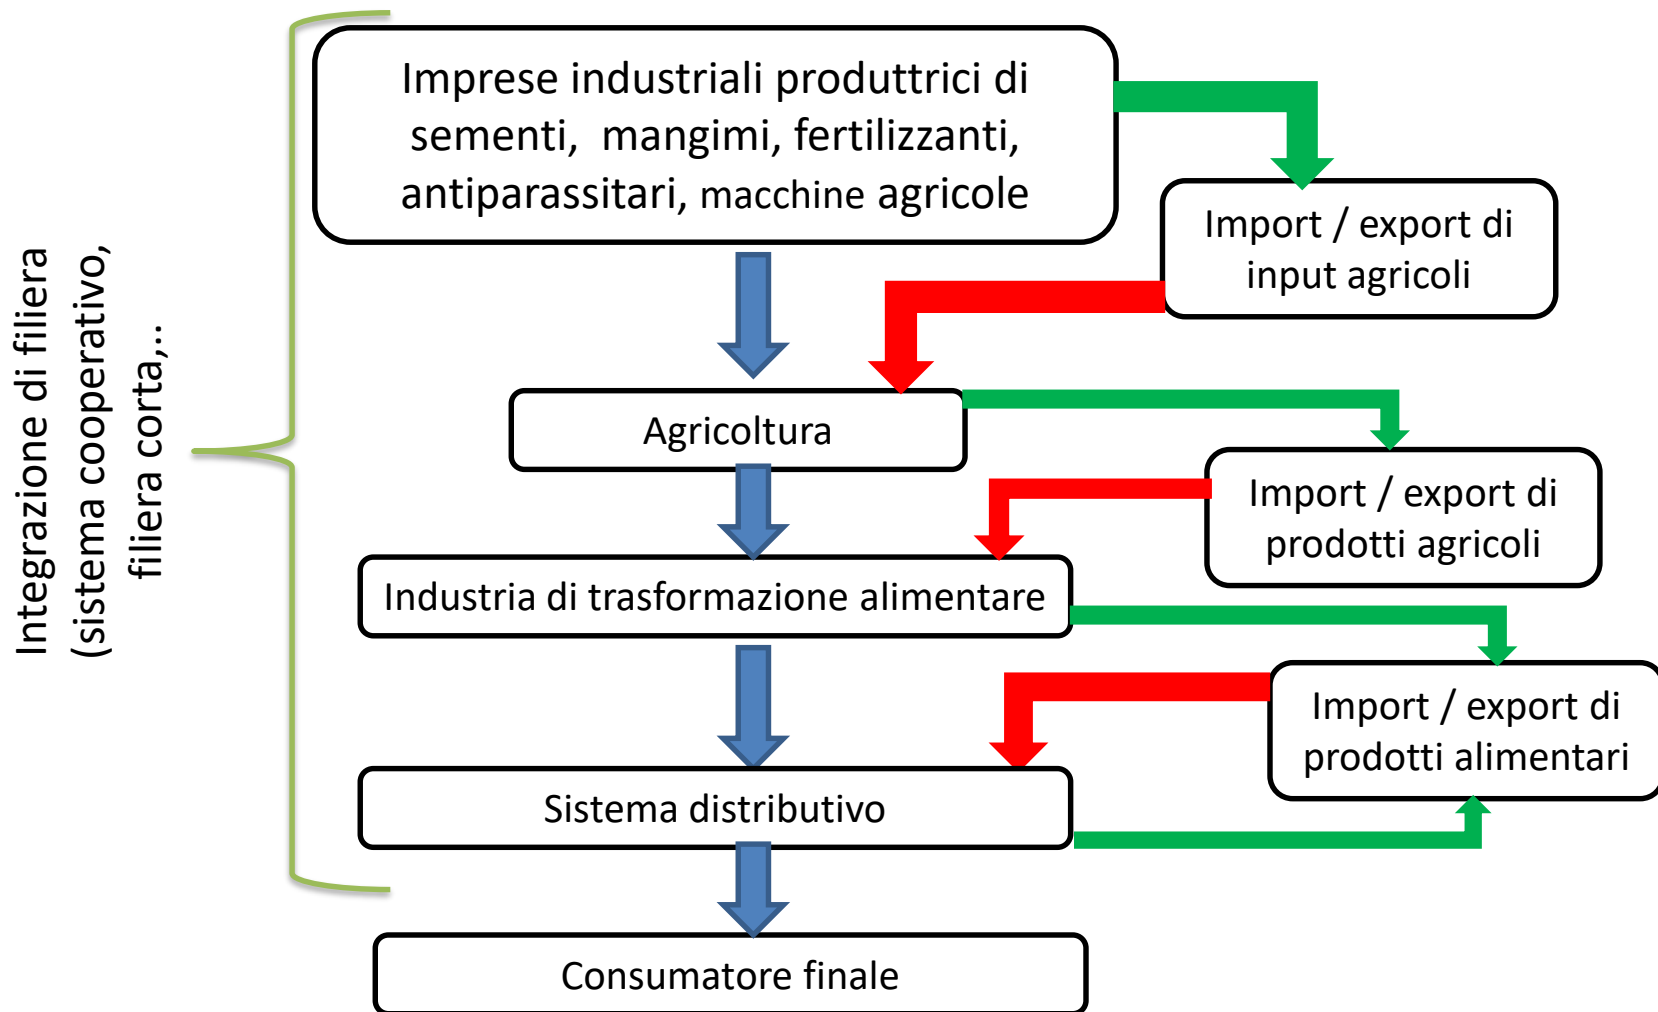 Integrazione di filiera
(sistema cooperativo,
filiera corta,..
Imprese industriali produttrici di
sementi,  mangimi, fertilizzanti,
antiparassitari, macchine agricole
Import / export di
input agricoli
Agricoltura
Import / export di
prodotti agricoli
Industria di trasformazione alimentare
Import / export di
prodotti alimentari
Sistema distributivo
Consumatore finale